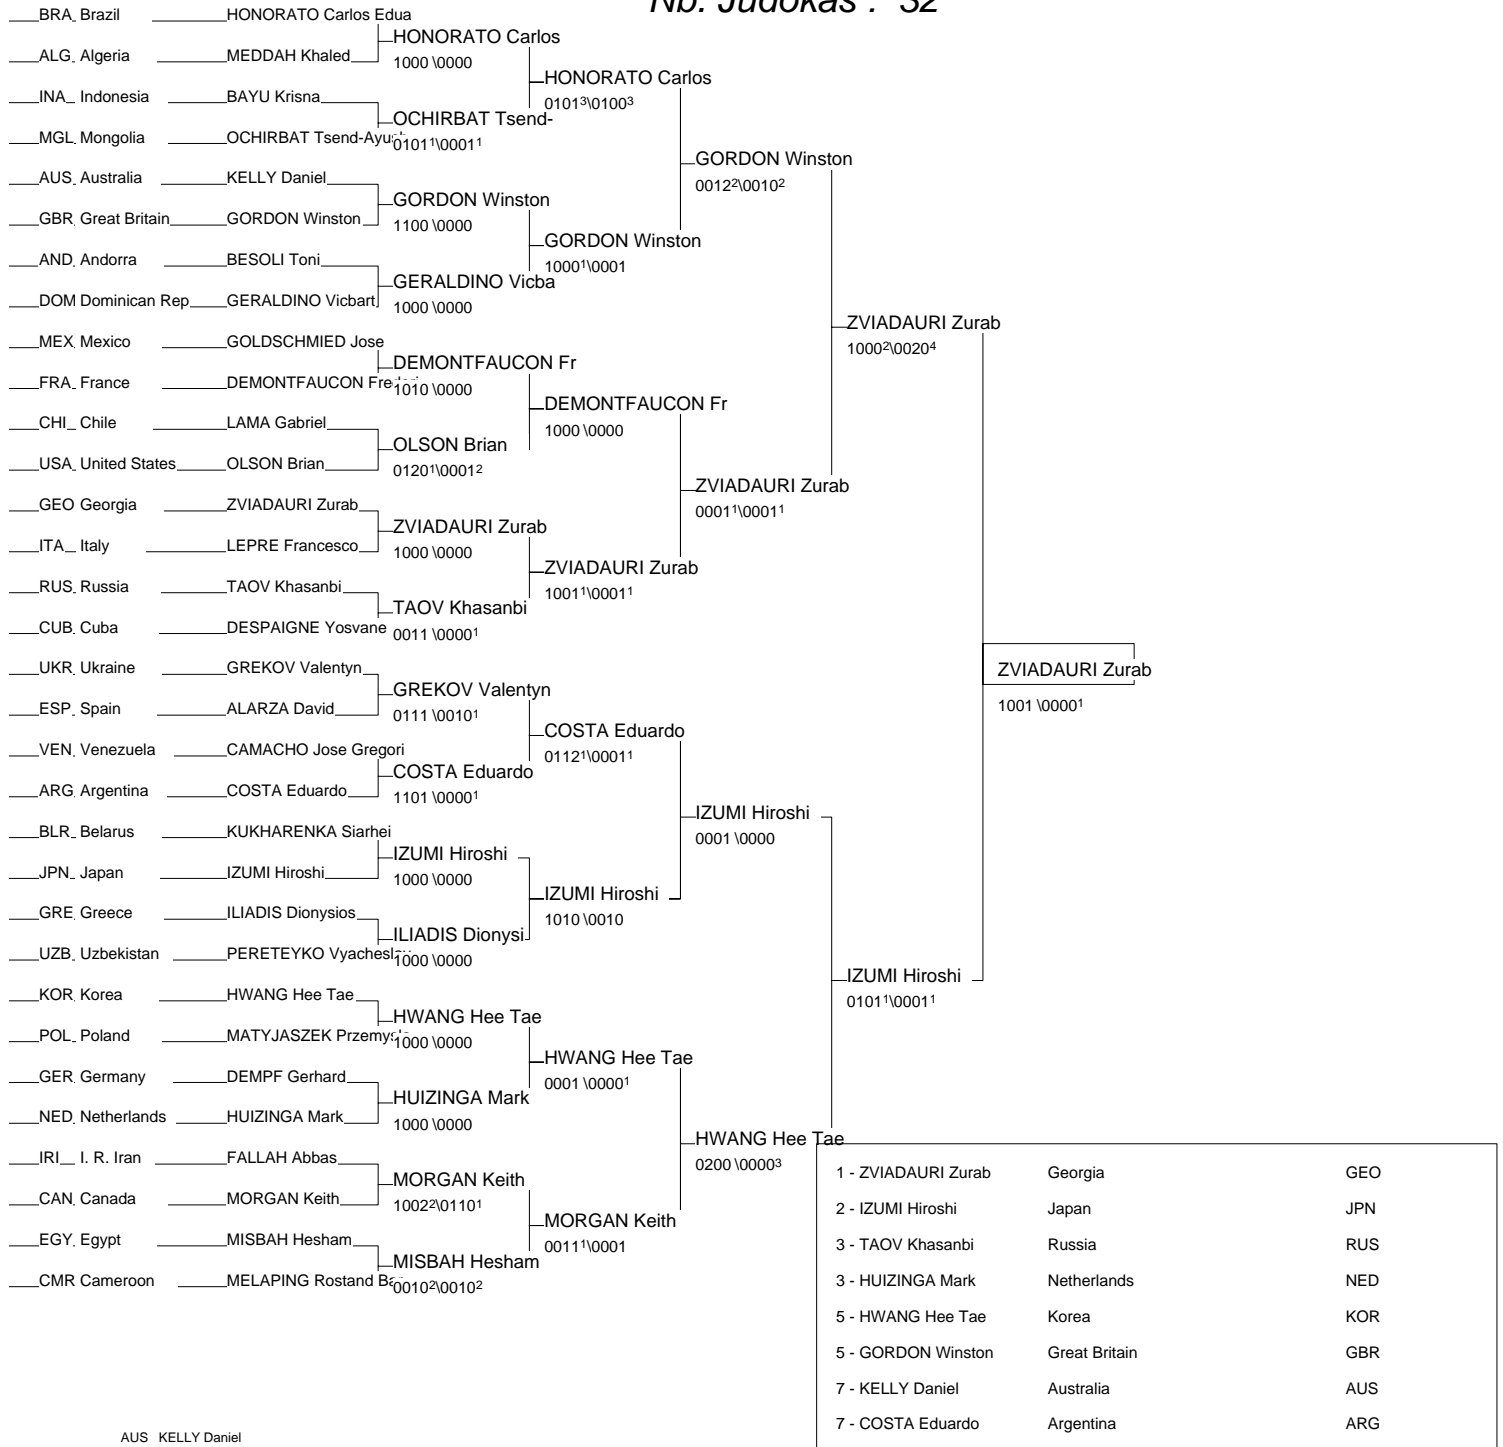 Nb. Judokas : 32
BRA Brazil HONORATO Carlos Edua
HONORATO Carlos
ALG Algeria MEDDAH Khaled
1000 \0000
HONORATO Carlos
INA Indonesia BAYU Krisna
0101³\0100³
OCHIRBAT Tsend-
MGL Mongolia OCHIRBAT Tsend-Ayush
0101¹\0001¹
GORDON Winston
AUS Australia KELLY Daniel
0012²\0010²
GORDON Winston
GBR Great Britain GORDON Winston
1100 \0000
GORDON Winston
AND Andorra BESOLI Toni
1000¹\0001
GERALDINO Vicba
DOM Dominican Rep GERALDINO Vicbart
1000 \0000
ZVIADAURI Zurab
MEX Mexico GOLDSCHMIED Jose
1000²\0020⁴
DEMONTFAUCON Fr
FRA France DEMONTFAUCON Frederi
1010 \0000
DEMONTFAUCON Fr
CHI Chile LAMA Gabriel
1000 \0000
OLSON Brian
USA United States OLSON Brian
0120¹\0001²
ZVIADAURI Zurab
GEO Georgia ZVIADAURI Zurab
0001¹\0001¹
ZVIADAURI Zurab
ITA Italy LEPRE Francesco
1000 \0000
ZVIADAURI Zurab
RUS Russia TAOV Khasanbi
1001¹\0001¹
TAOV Khasanbi
CUB Cuba DESPAIGNE Yosvane
0011 \0000¹
UKR Ukraine GREKOV Valentyn
ZVIADAURI Zurab
GREKOV Valentyn
1001 \0000¹
ESP Spain ALARZA David
0111 \0010¹
COSTA Eduardo
VEN Venezuela CAMACHO Jose Gregori
0112¹\0001¹
COSTA Eduardo
ARG Argentina COSTA Eduardo
1101 \0000¹
IZUMI Hiroshi
BLR Belarus KUKHARENKA Siarhei
0001 \0000
IZUMI Hiroshi
JPN Japan IZUMI Hiroshi
1000 \0000
IZUMI Hiroshi
GRE Greece ILIADIS Dionysios
1010 \0010
ILIADIS Dionysi
UZB Uzbekistan PERETEYKO Vyacheslav
1000 \0000
IZUMI Hiroshi
KOR Korea HWANG Hee Tae
0101¹\0001¹
HWANG Hee Tae
POL Poland MATYJASZEK Przemysla
1000 \0000
HWANG Hee Tae
GER Germany DEMPF Gerhard
0001 \0000¹
HUIZINGA Mark
NED Netherlands HUIZINGA Mark
1000 \0000
HWANG Hee Tae
IRI I. R. Iran FALLAH Abbas
0200 \0000³
MORGAN Keith
CAN Canada MORGAN Keith
1002²\0110¹
MORGAN Keith
EGY Egypt MISBAH Hesham
0011¹\0001
MISBAH Hesham
CMR Cameroon MELAPING Rostand Bar
0010²\0010²
1 - ZVIADAURI Zurab Georgia GEO
2 - IZUMI Hiroshi Japan JPN
3 - TAOV Khasanbi Russia RUS
3 - HUIZINGA Mark Netherlands NED
5 - HWANG Hee Tae Korea KOR
5 - GORDON Winston Great Britain GBR
7 - KELLY Daniel Australia AUS
7 - COSTA Eduardo Argentina ARG
AUS KELLY Daniel